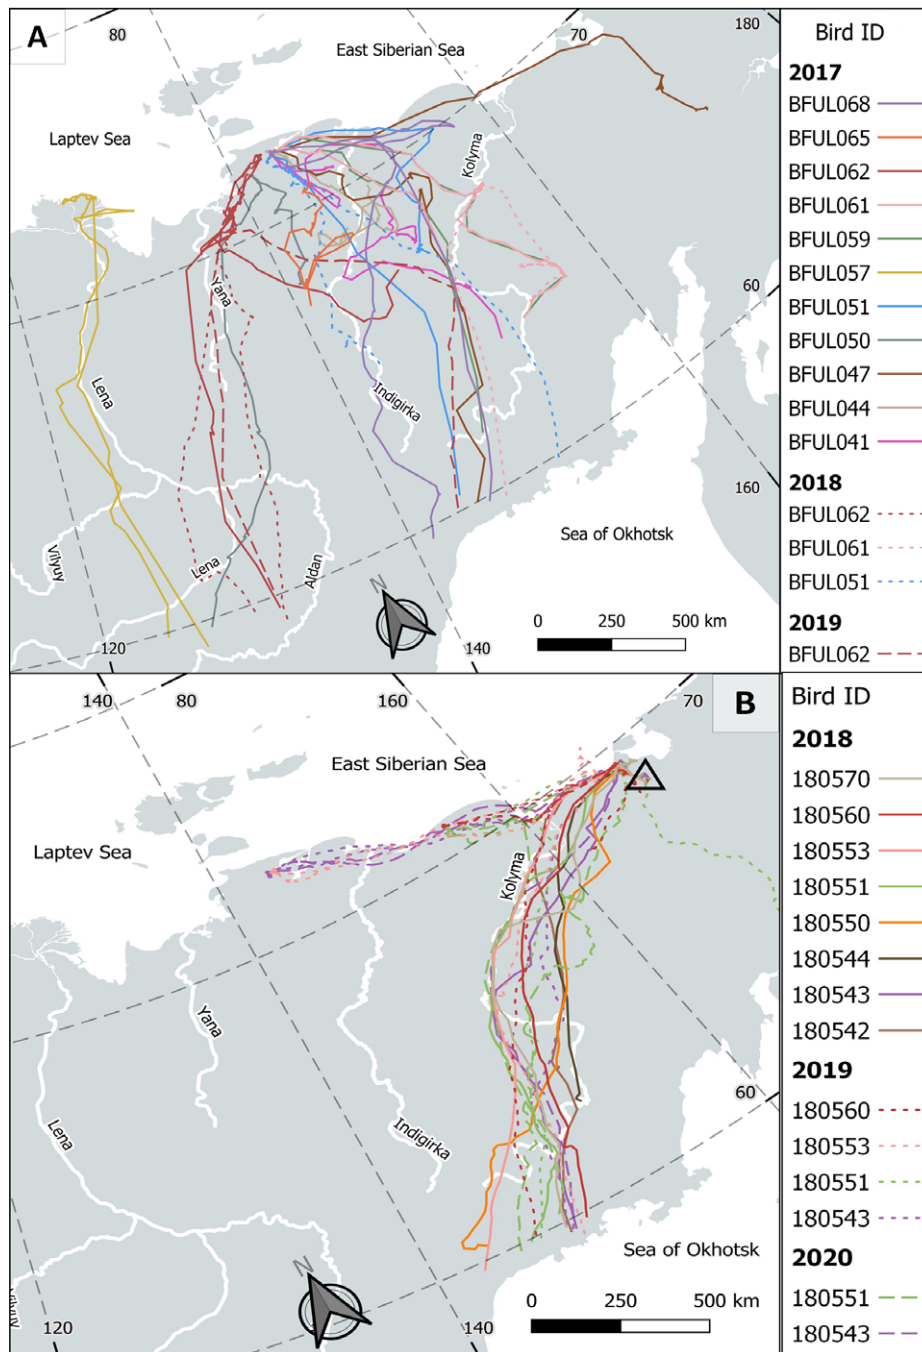 A
80
70
180
East Siberian Sea
Laptev Sea
Kolyma
60
Yana
Lena
Indigirka
160
Sea of Okhotsk
Vilyuy
Lena
Aldan
N
0 250 500 km
120
140
Bird ID
2017
BFUL068
BFUL065
BFUL062
BFUL061
BFUL059
BFUL057
BFUL051
BFUL050
BFUL047
BFUL044
BFUL041
2018
BFUL062
BFUL061
BFUL051
2019
BFUL062
140
80
160
70
B
East Siberian Sea
Laptev Sea
Kolyma
Yana
60
Lena
Indigirka
Sea of Okhotsk
N
Vilyuy
0 250 500 km
120
140
Bird ID
2018
180570
180560
180553
180551
180550
180544
180543
180542
2019
180560
180553
180551
180543
2020
180551
180543